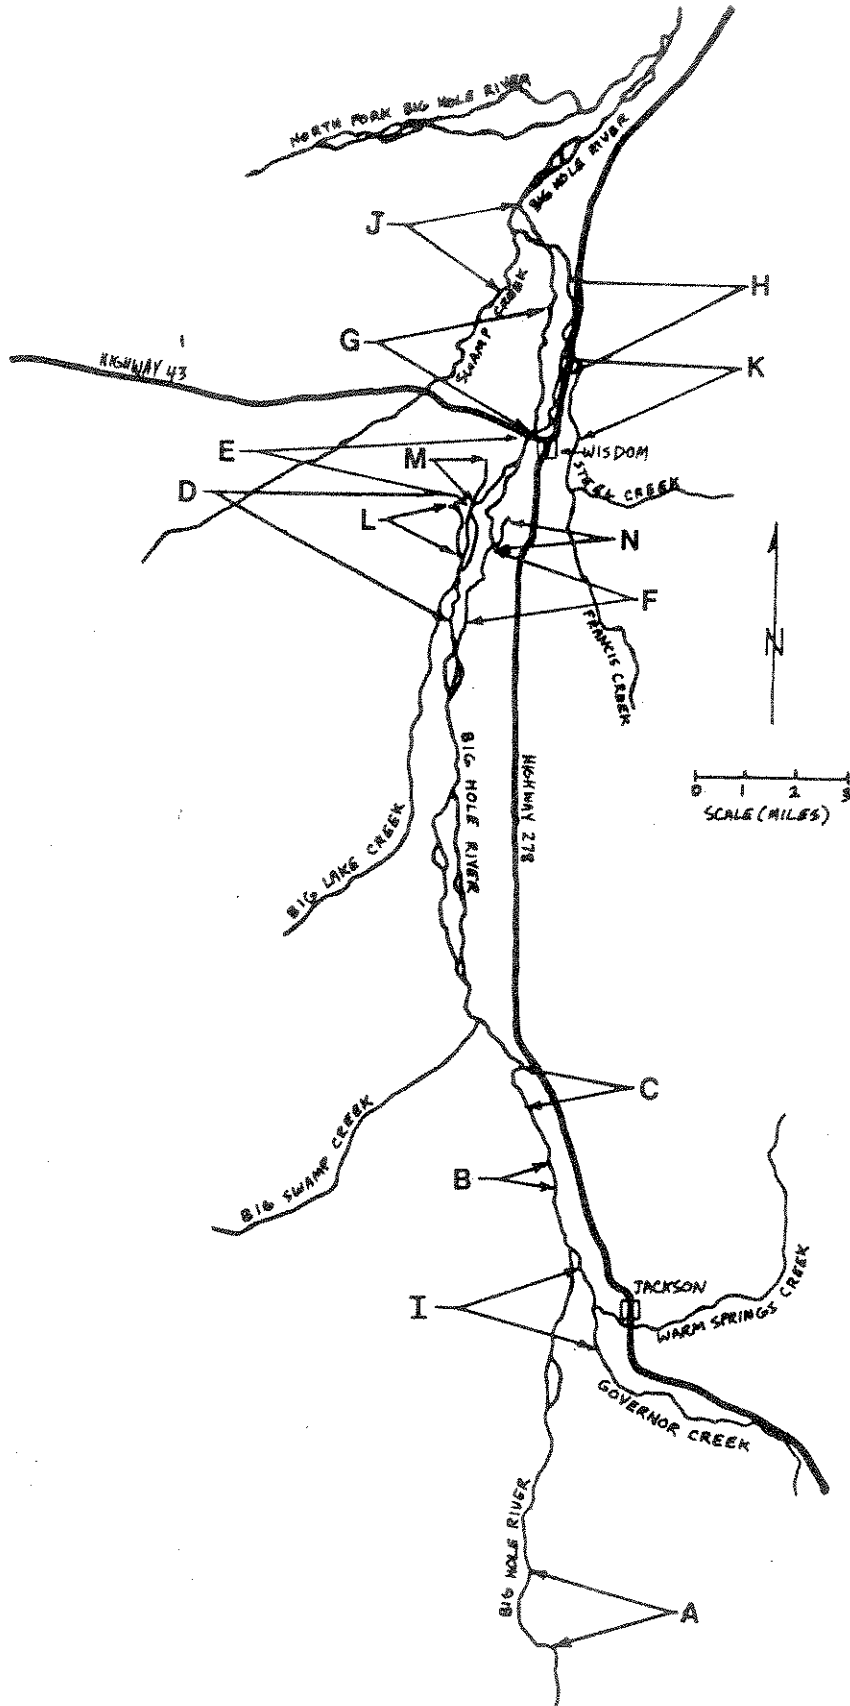 NORTH FORK BIG HOLE RIVER
BIG HOLE RIVER
J
SWAMP CREEK
H
G
HIGHWAY 43
K
E
M
WISDOM
D
STEEL CREEK
L
N
F
FRANCIS CREEK
N
BIG HOLE RIVER
HIGHWAY 278
0 1 2 3
SCALE (MILES)
BIG LAKE CREEK
C
BIG SWAMP CREEK
B
JACKSON
I
WARM SPRINGS CREEK
GOVERNOR CREEK
BIG HOLE RIVER
A